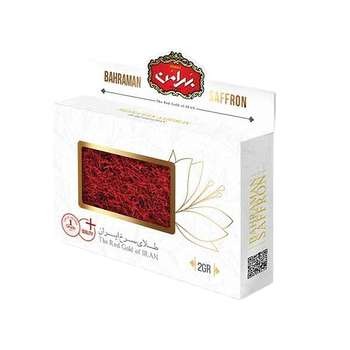 BAHRAMAN
بهرامن
SAFFRON
The Red Gold of IRAN
طلای سرخ ایران
The Red Gold of IRAN
2GR
BAHRAMAN
SAFFRON